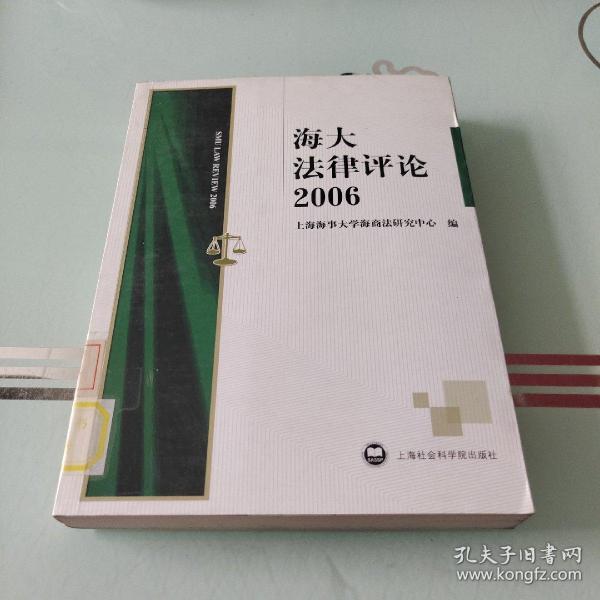 海大
法律评论
2006
上海海事大学海商法研究中心 编
SMU LAW REVIEW 2006
SASSP
上海社会科学院出版社
孔夫子旧书网
www.kongfz.com